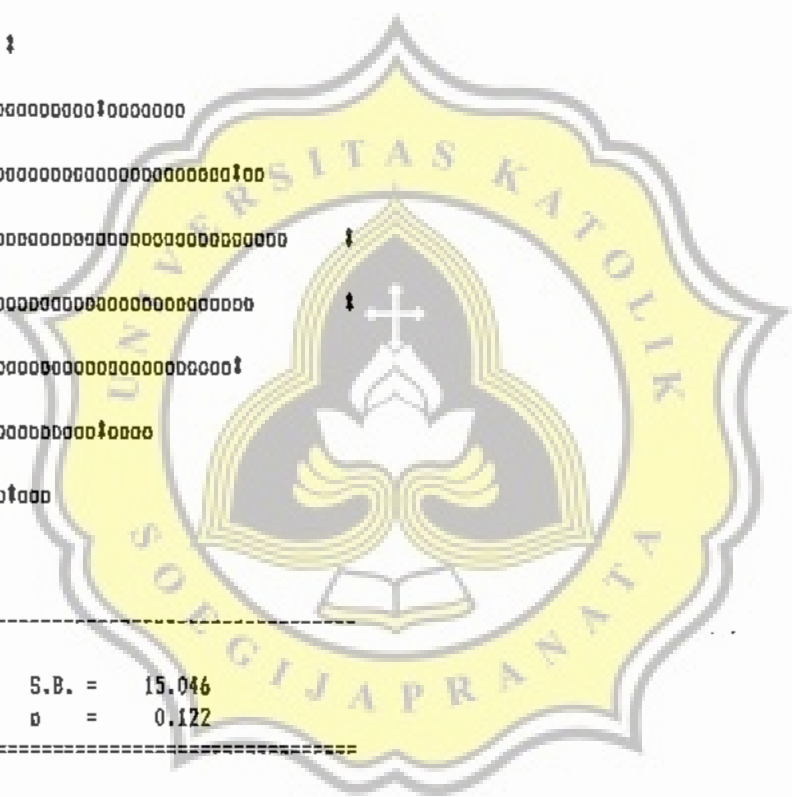 UNIVERSITAS KATOLIK
SOEGIJAPRANATA
S.B. = 15.046
p = 0.122